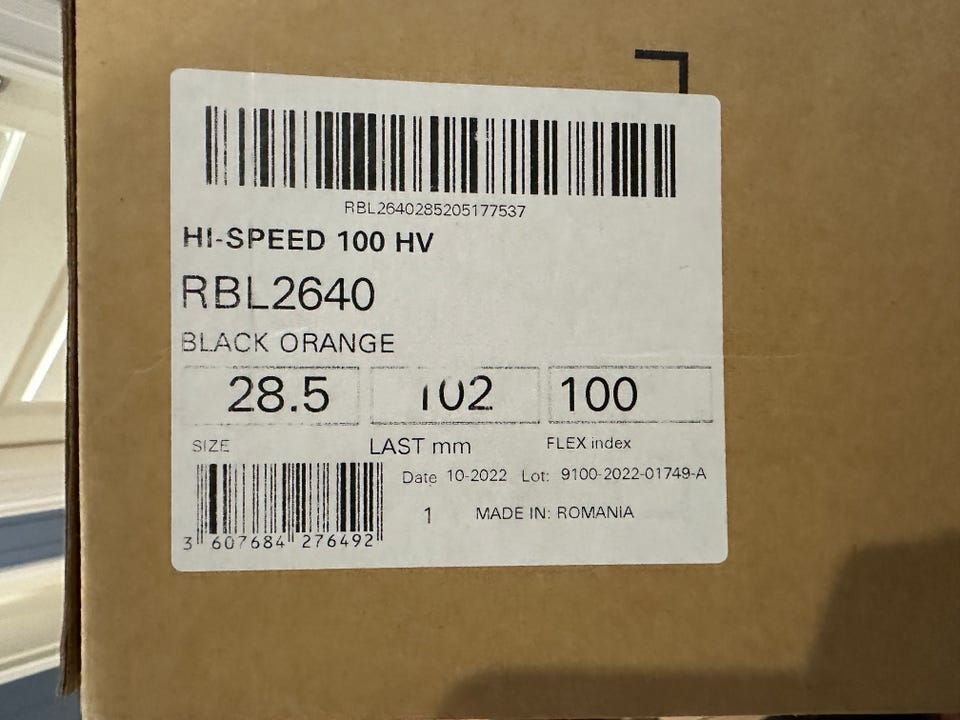 RBL2640285205177537
HI-SPEED 100 HV
RBL2640
BLACK ORANGE
28.5 102 100
SIZE LAST mm FLEX index
Date 10-2022 Lot: 9100-2022-01749-A
1 MADE IN: ROMANIA
3 607684 276492